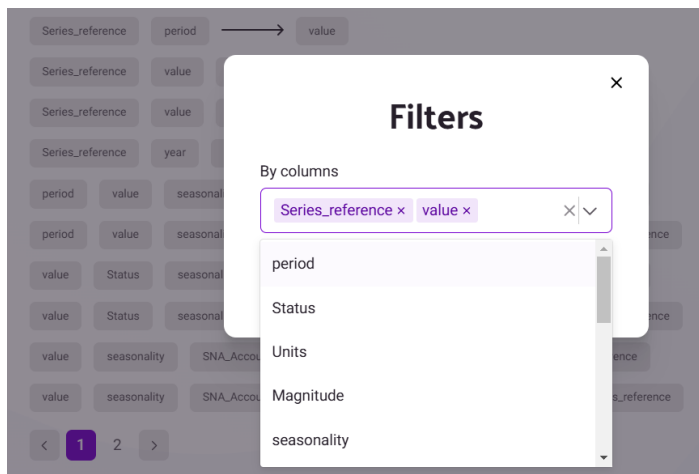 Series_reference period value
Series_reference value
Series_reference value
Series_reference year
period value
period value
value Status
value Status
value seasonality
value seasonality
1 2
Filters
By columns
Series_reference × value ×
period
Status
Units
Magnitude
seasonality